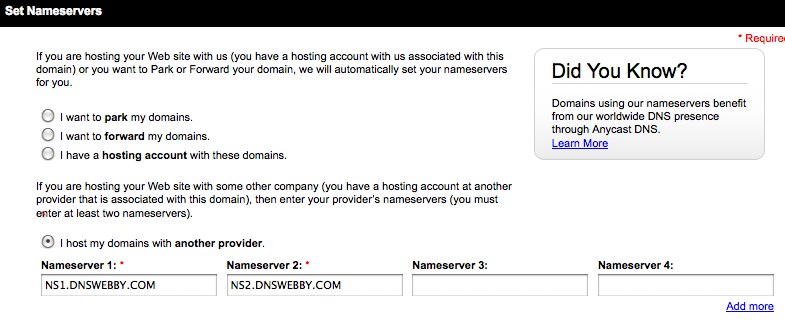 Set Nameservers
* Require
If you are hosting your Web site with us (you have a hosting account with us associated with this
domain) or you want to Park or Forward your domain, we will automatically set your nameservers
for you.
I want to park my domains.
I want to forward my domains.
I have a hosting account with these domains.
Did You Know?
Domains using our nameservers benefit
from our worldwide DNS presence
through Anycast DNS.
Learn More
If you are hosting your Web site with some other company (you have a hosting account at another
provider that is associated with this domain), then enter your provider's nameservers (you must
enter at least two nameservers).
I host my domains with another provider.
Nameserver 1: * Nameserver 2: * Nameserver 3: Nameserver 4:
NS1.DNSWEBBY.COM NS2.DNSWEBBY.COM
Add more